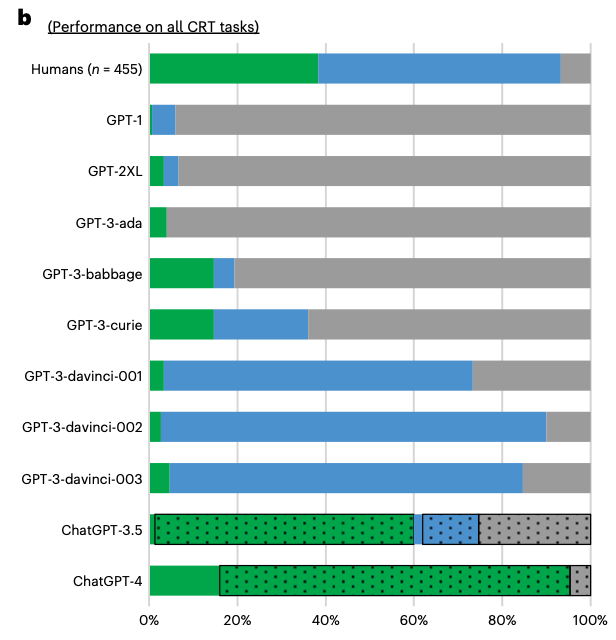 b
(Performance on all CRT tasks)
Humans (n = 455)
GPT-1
GPT-2XL
GPT-3-ada
GPT-3-babbage
GPT-3-curie
GPT-3-davinci-001
GPT-3-davinci-002
GPT-3-davinci-003
ChatGPT-3.5
ChatGPT-4
0% 20% 40% 60% 80% 100%